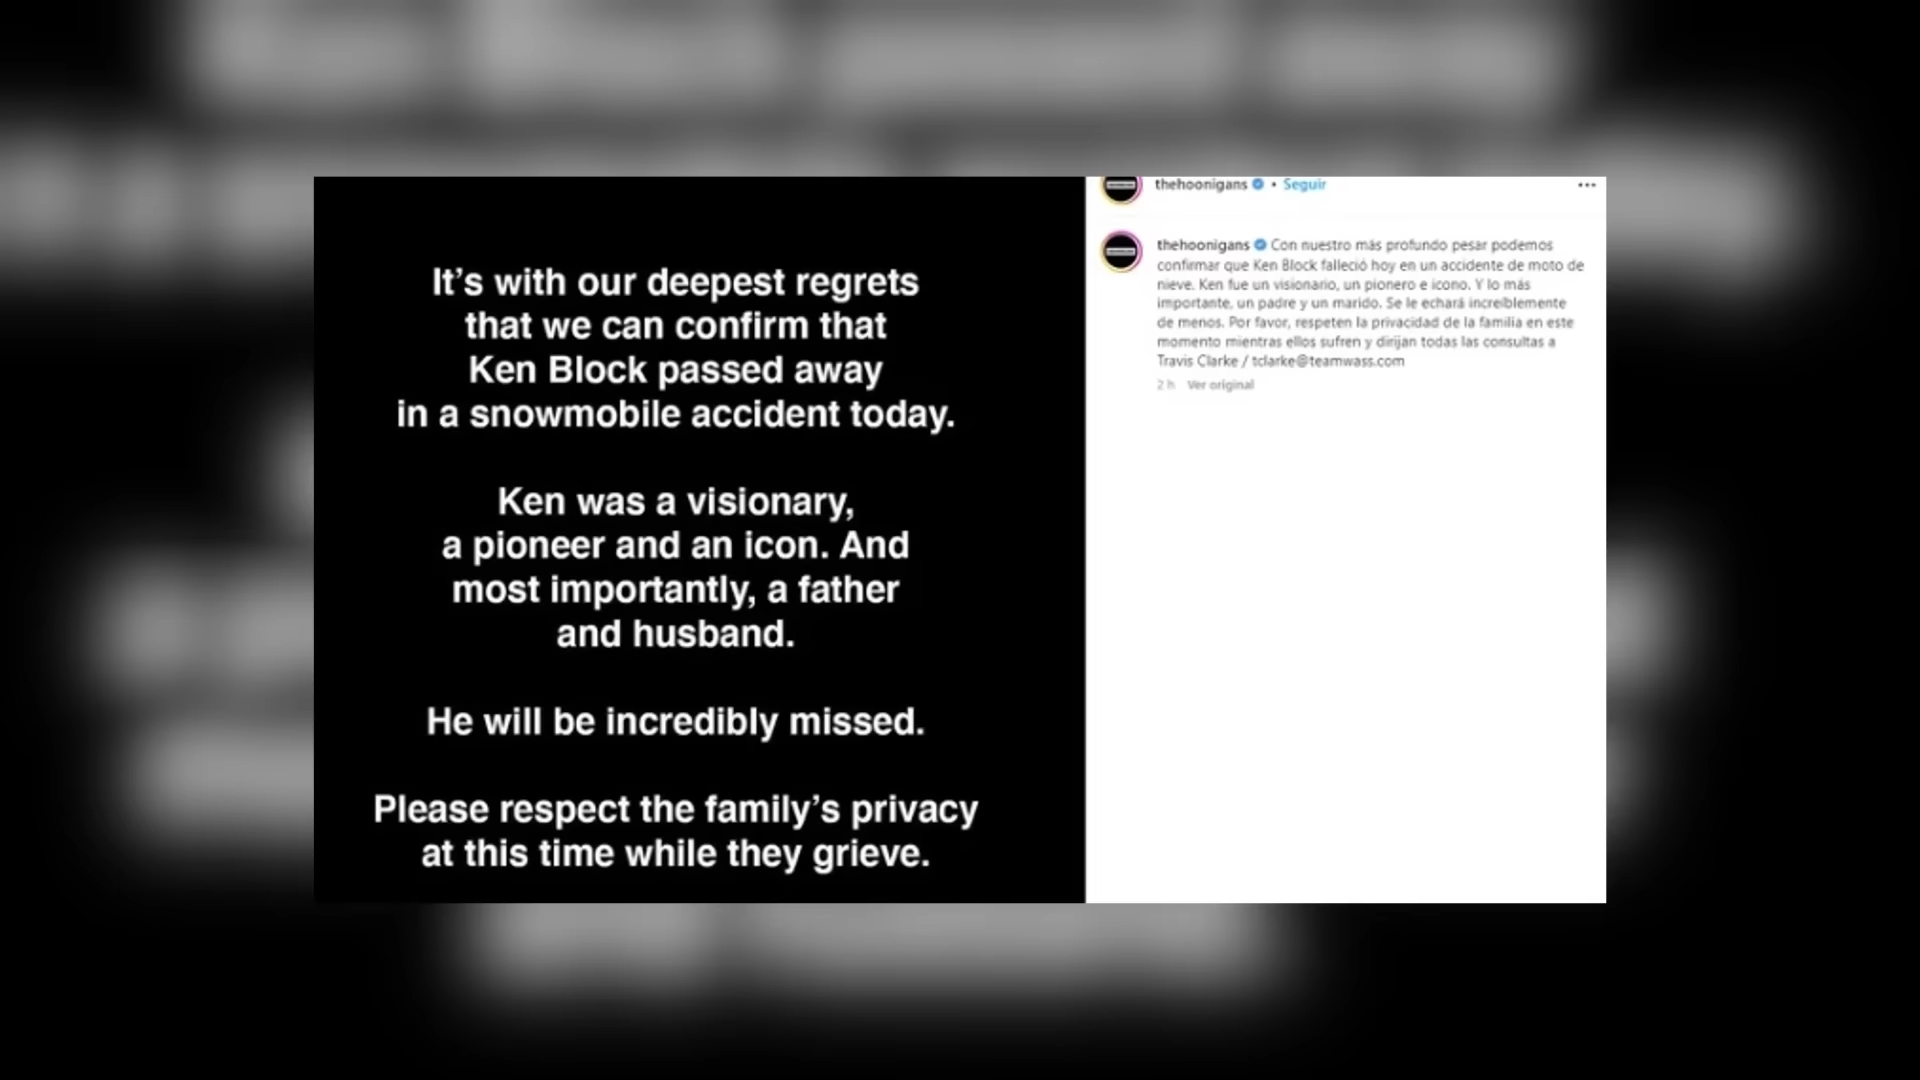 It’s with our deepest regrets
that we can confirm that
Ken Block passed away
in a snowmobile accident today.
Ken was a visionary,
a pioneer and an icon. And
most importantly, a father
and husband.
He will be incredibly missed.
Please respect the family’s privacy
at this time while they grieve.
thehoonigans • Seguir
thehoonigans Con nuestro más profundo pesar podemos
confirmar que Ken Block falleció hoy en un accidente de moto de
nieve. Ken fue un visionario, un pionero e icono. Y lo más
importante, un padre y un marido. Se le echará increíblemente
de menos. Por favor, respeten la privacidad de la familia en este
momento mientras ellos sufren y dirijan todas las consultas a
Travis Clarke / tclarke@teamwass.com
2 h Ver original